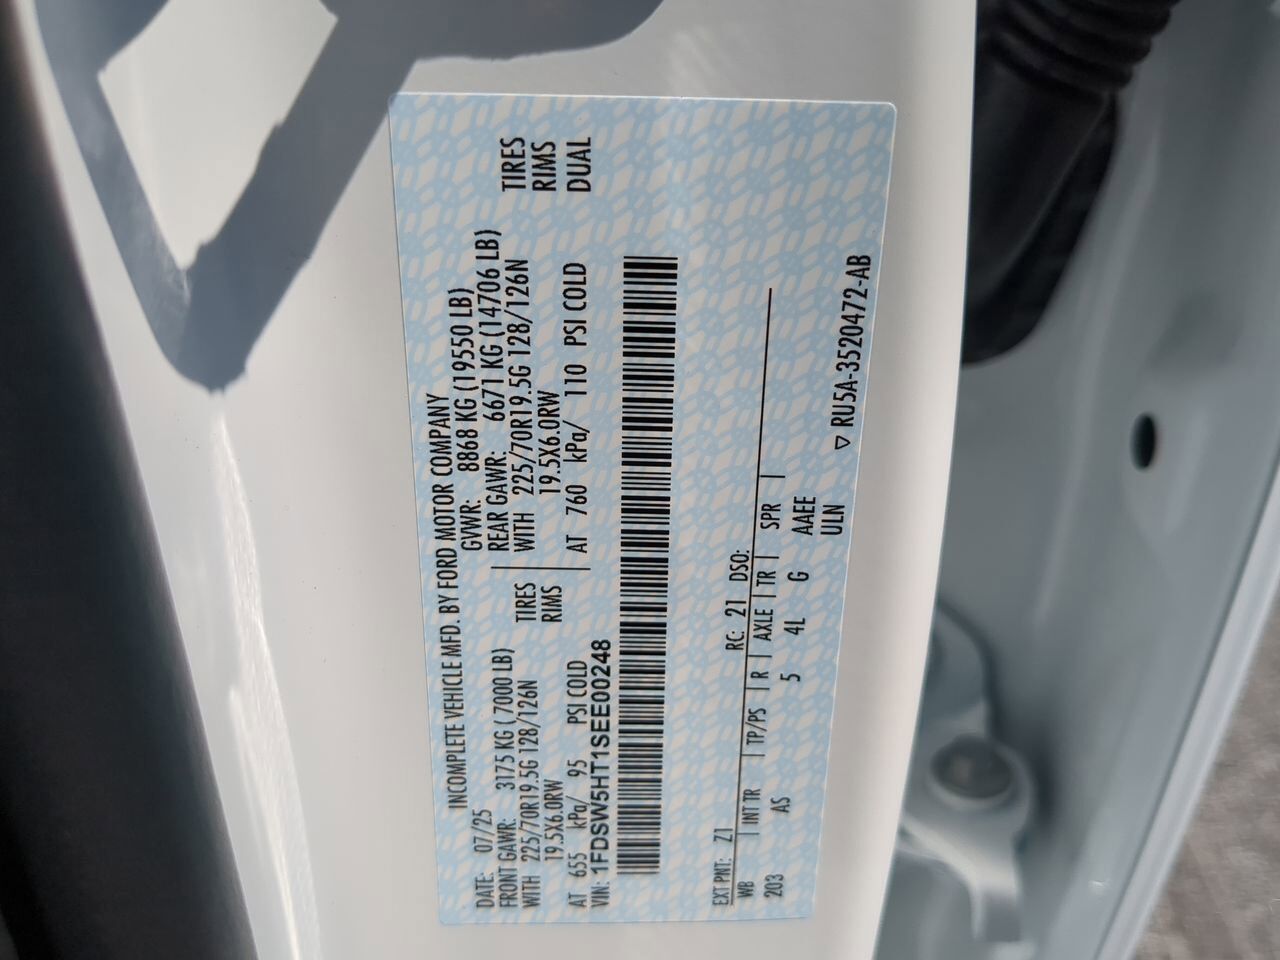 INCOMPLETE VEHICLE MFD. BY FORD MOTOR COMPANY
DATE: 07/25 GVWR: 8868 KG (19550 LB)
FRONT GAWR: 3175 KG ( 7000 LB) REAR GAWR: 6671 KG (14706 LB)
WITH 225/70R19.5G 128/126N TIRES WITH 225/70R19.5G 128/126N TIRES
19.5X6.0RW RIMS 19.5X6.0RW RIMS
AT 655 kPa/ 95 PSI COLD AT 760 kPa/ 110 PSI COLD DUAL
VIN: 1FDSW5HT1SEE00248
EXT PNT: Z1 RC: 21 DSO:
WB | INT TR | TP/PS | R | AXLE | TR | SPR |
203 AS 5 4L G AAEE
ULN
▽ RU5A-3520472-AB